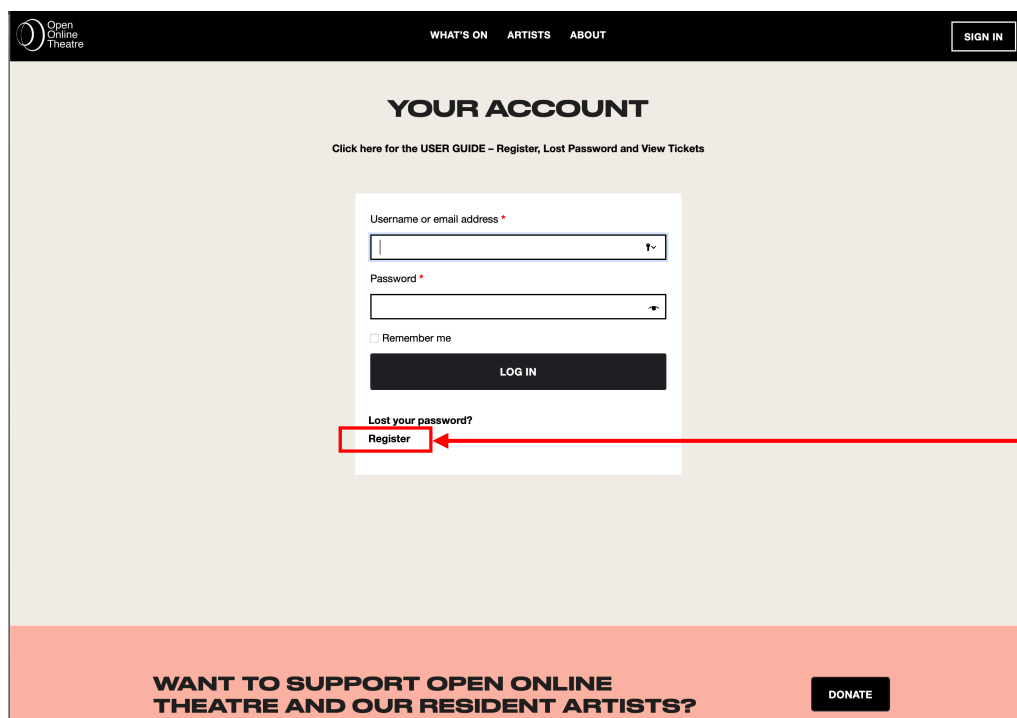 Open
Online
Theatre
WHAT'S ON ARTISTS ABOUT
SIGN IN
YOUR ACCOUNT
Click here for the USER GUIDE – Register, Lost Password and View Tickets
Username or email address *
Password *
Remember me
LOG IN
Lost your password?
Register
WANT TO SUPPORT OPEN ONLINE
THEATRE AND OUR RESIDENT ARTISTS?
DONATE